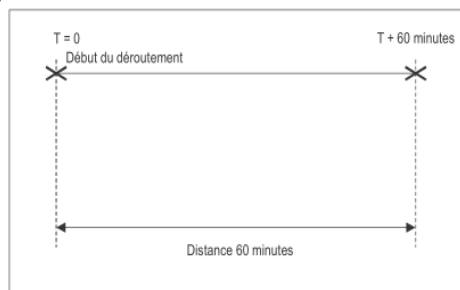 T = 0
T + 60 minutes
Début du déroutement
Distance 60 minutes